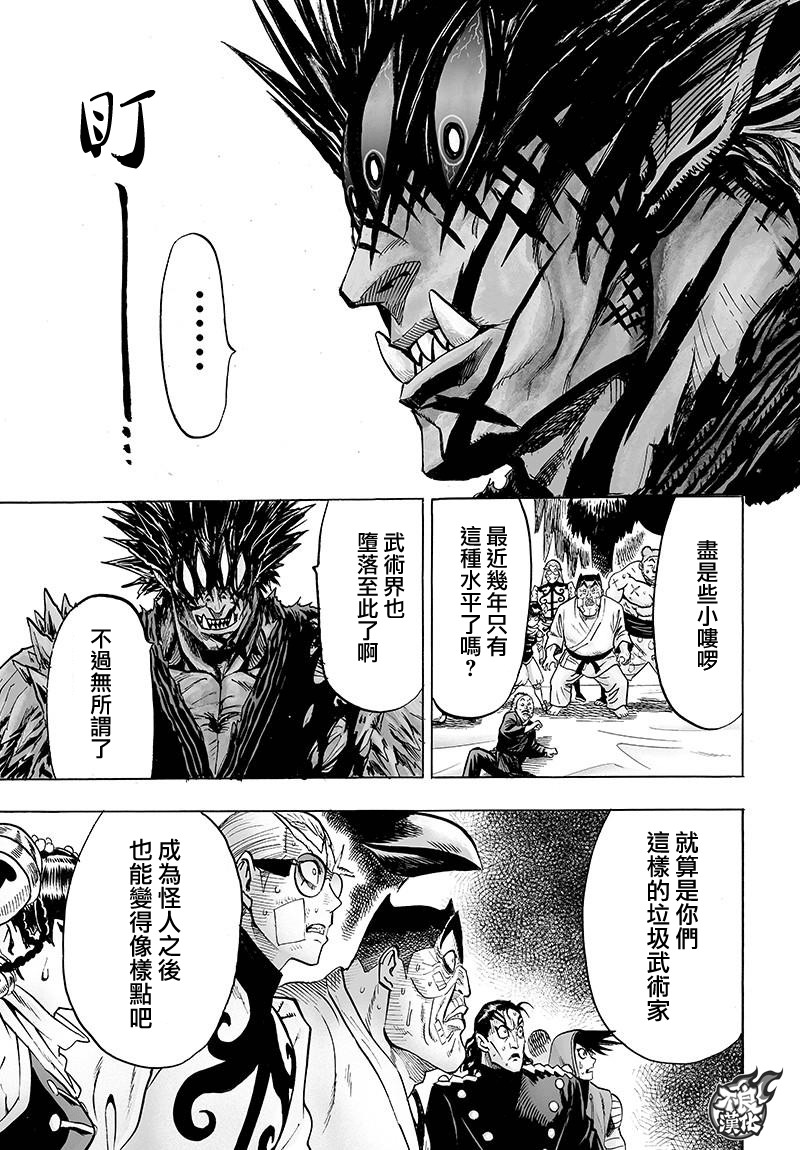 盯——…
……
盡是些小嘍啰
最近幾年只有
這種水平了嗎?
武術界也
墮落至此了啊
不過無所謂了
就算是你們
這樣的垃圾武術家
成為怪人之後
也能變得像樣點吧
漢化